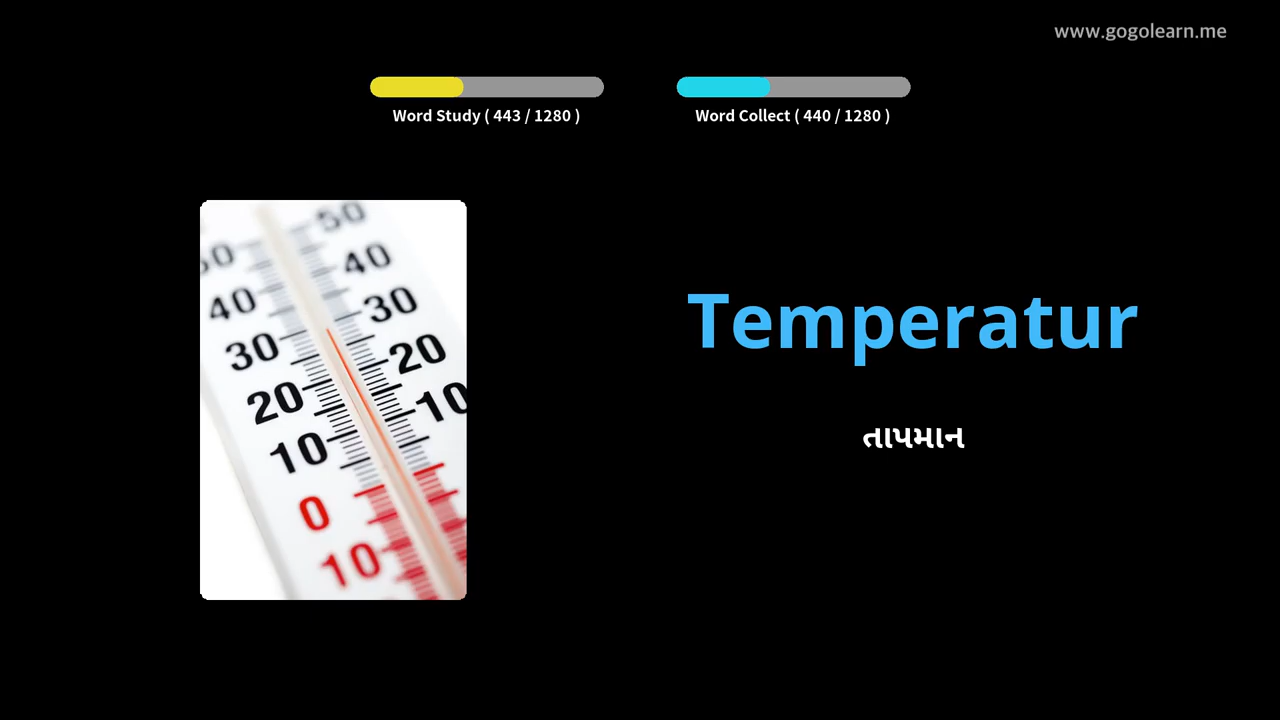 www.gogolearn.me
Word Study ( 443 / 1280 )
Word Collect ( 440 / 1280 )
50
50
40
40
30
30
20
20
10
10
0
10
Temperatur
તાપમાન